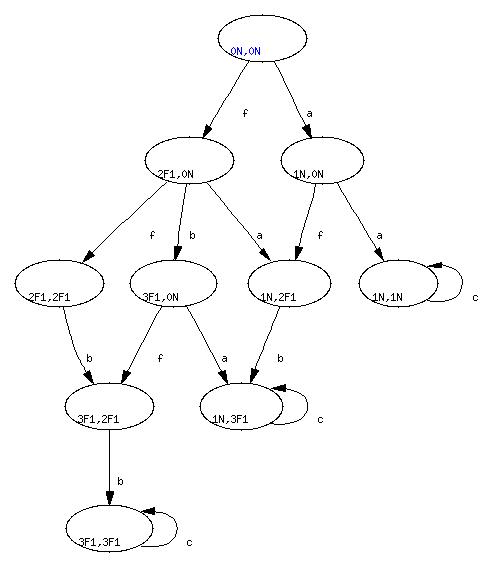 0N,0N
f
a
2F1,0N
1N,0N
f
b
a
f
a
2F1,2F1
3F1,0N
1N,2F1
1N,1N
c
b
f
a
b
3F1,2F1
1N,3F1
c
b
3F1,3F1
c